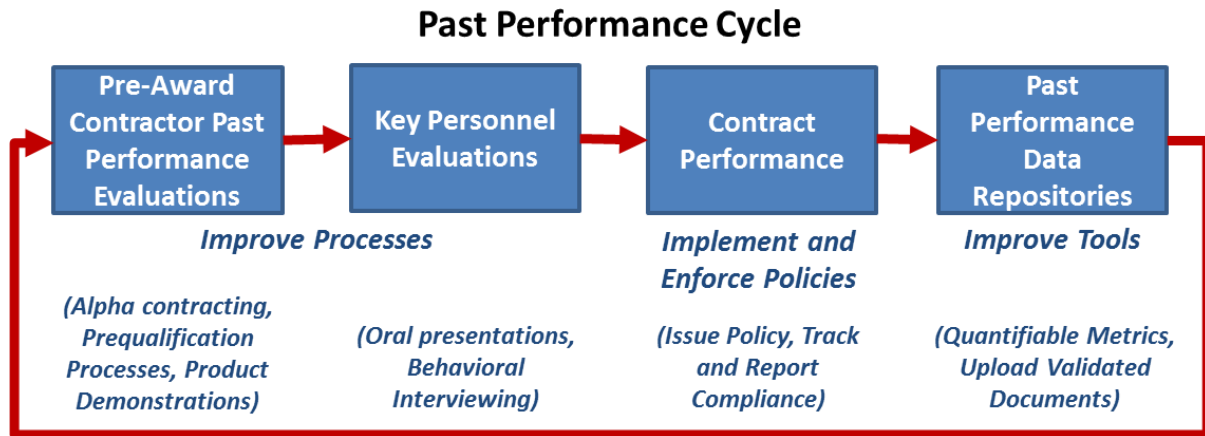 Past Performance Cycle
Pre-Award
Contractor Past
Performance
Evaluations
Key Personnel
Evaluations
Contract
Performance
Past
Performance
Data
Repositories
Improve Processes
Implement and
Enforce Policies
Improve Tools
(Alpha contracting,
Prequalification
Processes, Product
Demonstrations)
(Oral presentations,
Behavioral
Interviewing)
(Issue Policy, Track
and Report
Compliance)
(Quantifiable Metrics,
Upload Validated
Documents)